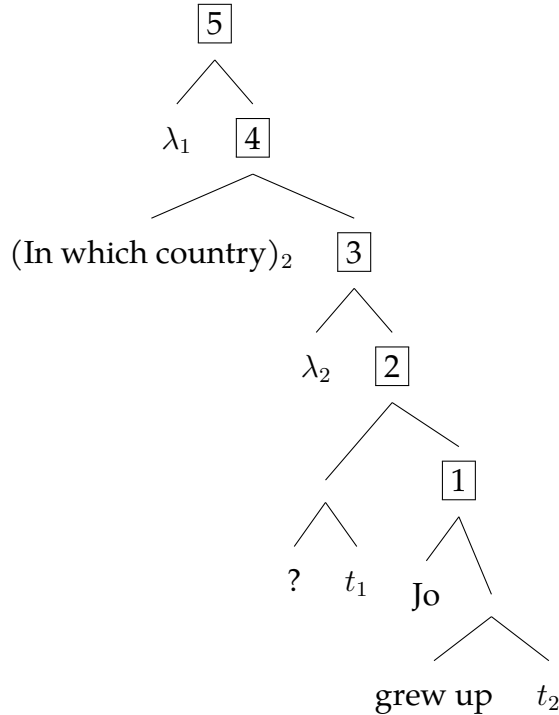 5
λ₁ 4
(In which country)₂ 3
λ₂ 2
1
? t₁ Jo
grew up t₂